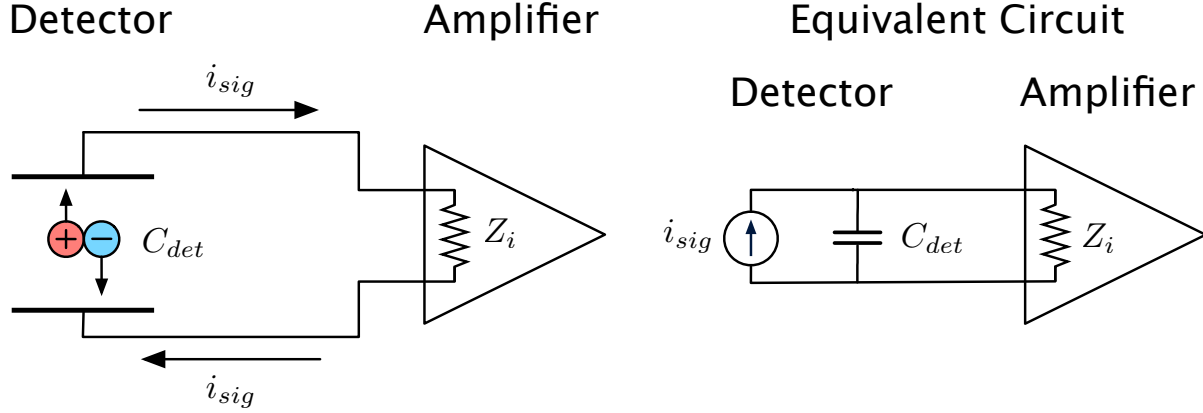 Detector
Amplifier
i_sig
+
−
C_det
Z_i
i_sig
Equivalent Circuit
Detector
Amplifier
i_sig
C_det
Z_i